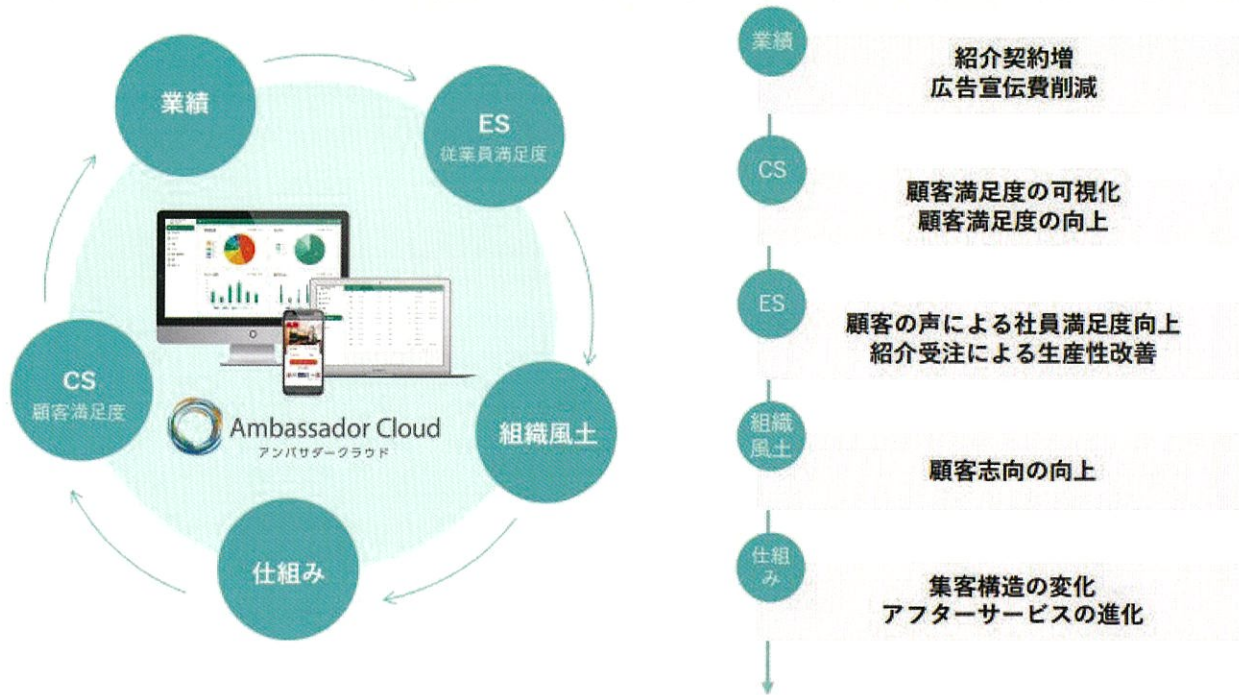 業績
ES
従業員満足度
組織風土
仕組み
CS
顧客満足度
Ambassador Cloud
アンバサダークラウド
業績
紹介契約増
広告宣伝費削減
CS
顧客満足度の可視化
顧客満足度の向上
ES
顧客の声による社員満足度向上
紹介受注による生産性改善
組織
風土
顧客志向の向上
仕組
み
集客構造の変化
アフターサービスの進化